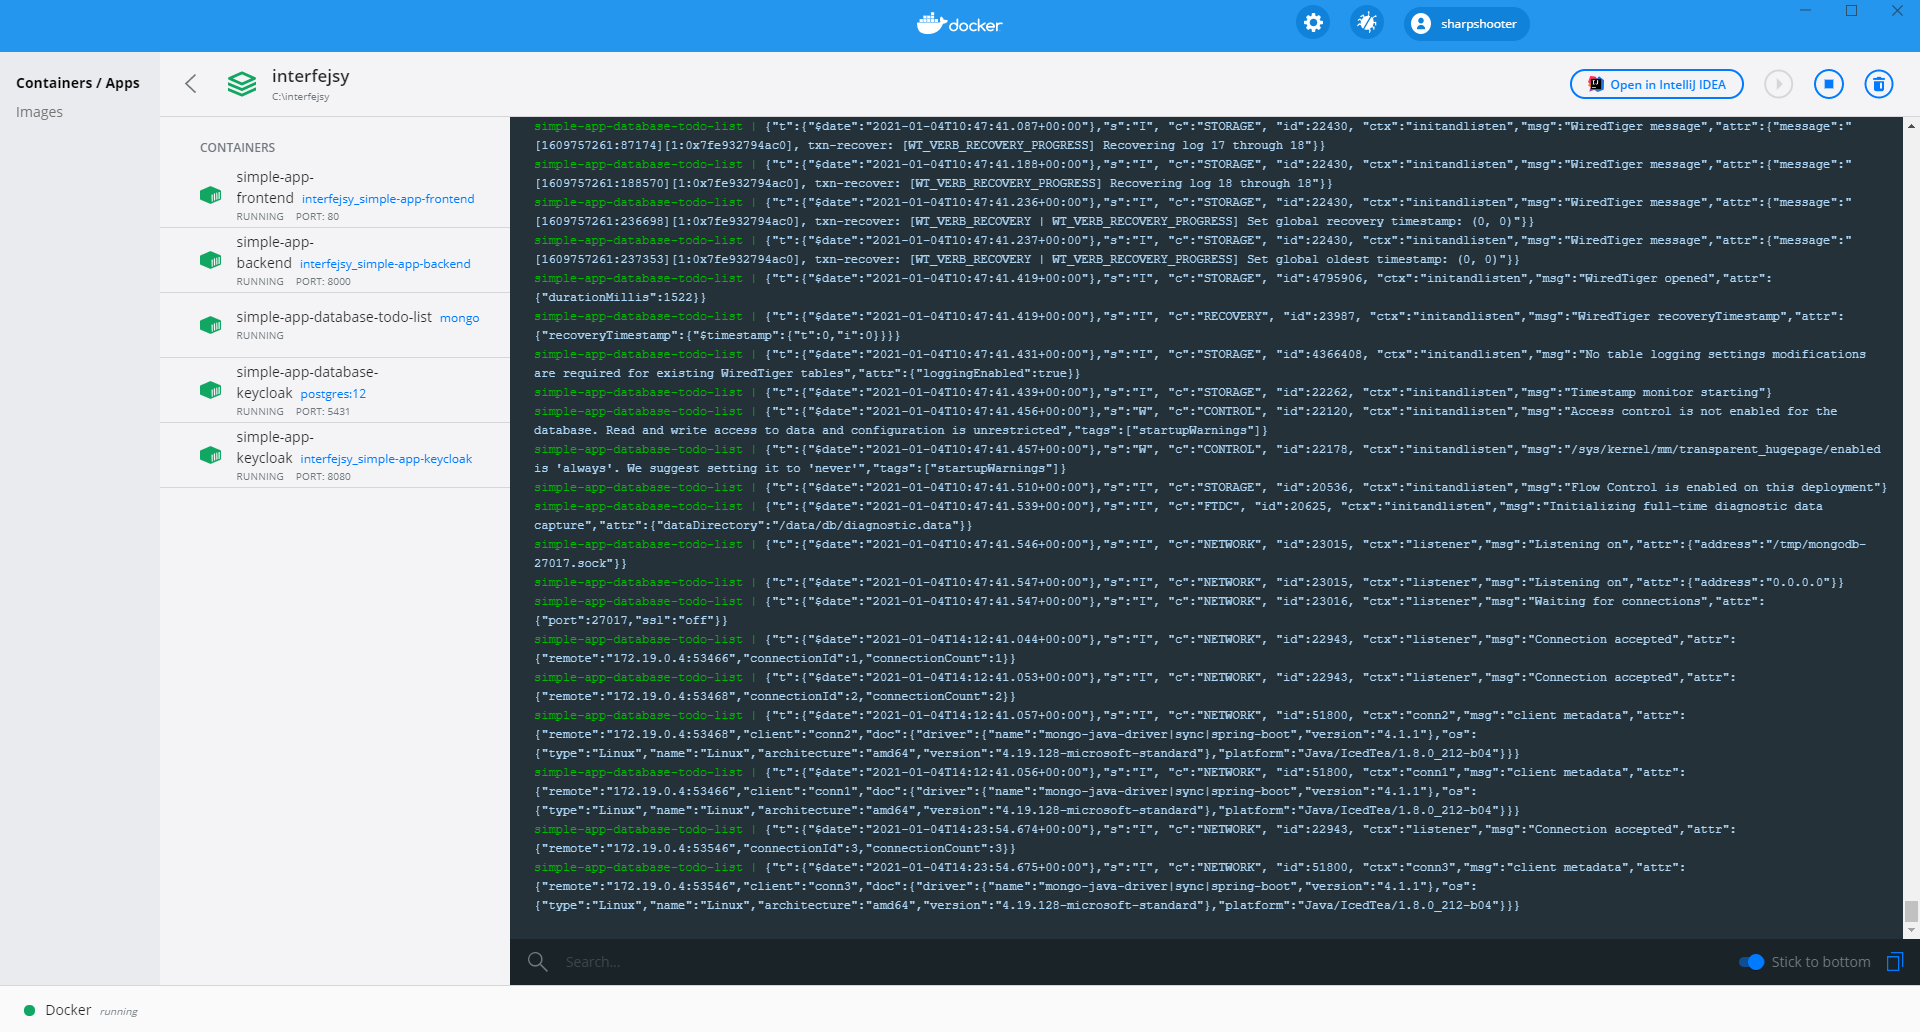 docker
sharpshooter
Containers / Apps
Images
interfejsy
C:\interfejsy
Open in IntelliJ IDEA
CONTAINERS
simple-app-
frontend interfejsy_simple-app-frontend
RUNNING PORT: 80
simple-app-
backend interfejsy_simple-app-backend
RUNNING PORT: 8000
simple-app-database-todo-list mongo
RUNNING
simple-app-database-
keycloak postgres:12
RUNNING PORT: 5431
simple-app-
keycloak interfejsy_simple-app-keycloak
RUNNING PORT: 8080
simple-app-database-todo-list | {"t":{"$date":"2021-01-04T10:47:41.087+00:00"},"s":"I", "c":"STORAGE", "id":22430, "ctx":"initandlisten","msg":"WiredTiger message","attr":{"message":"
[1609757261:87174][1:0x7fe932794ac0], txn-recover: [WT_VERB_RECOVERY_PROGRESS] Recovering log 17 through 18"}}
simple-app-database-todo-list | {"t":{"$date":"2021-01-04T10:47:41.188+00:00"},"s":"I", "c":"STORAGE", "id":22430, "ctx":"initandlisten","msg":"WiredTiger message","attr":{"message":"
[1609757261:188570][1:0x7fe932794ac0], txn-recover: [WT_VERB_RECOVERY_PROGRESS] Recovering log 18 through 18"}}
simple-app-database-todo-list | {"t":{"$date":"2021-01-04T10:47:41.236+00:00"},"s":"I", "c":"STORAGE", "id":22430, "ctx":"initandlisten","msg":"WiredTiger message","attr":{"message":"
[1609757261:236698][1:0x7fe932794ac0], txn-recover: [WT_VERB_RECOVERY | WT_VERB_RECOVERY_PROGRESS] Set global recovery timestamp: (0, 0)"}}
simple-app-database-todo-list | {"t":{"$date":"2021-01-04T10:47:41.237+00:00"},"s":"I", "c":"STORAGE", "id":22430, "ctx":"initandlisten","msg":"WiredTiger message","attr":{"message":"
[1609757261:237353][1:0x7fe932794ac0], txn-recover: [WT_VERB_RECOVERY | WT_VERB_RECOVERY_PROGRESS] Set global oldest timestamp: (0, 0)"}}
simple-app-database-todo-list | {"t":{"$date":"2021-01-04T10:47:41.419+00:00"},"s":"I", "c":"STORAGE", "id":4795906, "ctx":"initandlisten","msg":"WiredTiger opened","attr":
{"durationMillis":1522}}
simple-app-database-todo-list | {"t":{"$date":"2021-01-04T10:47:41.419+00:00"},"s":"I", "c":"RECOVERY", "id":23987, "ctx":"initandlisten","msg":"WiredTiger recoveryTimestamp","attr":
{"recoveryTimestamp":{"$timestamp":{"t":0,"i":0}}}}
simple-app-database-todo-list | {"t":{"$date":"2021-01-04T10:47:41.431+00:00"},"s":"I", "c":"STORAGE", "id":4366408, "ctx":"initandlisten","msg":"No table logging settings modifications
are required for existing WiredTiger tables","attr":{"loggingEnabled":true}}
simple-app-database-todo-list | {"t":{"$date":"2021-01-04T10:47:41.439+00:00"},"s":"I", "c":"STORAGE", "id":22262, "ctx":"initandlisten","msg":"Timestamp monitor starting"}
simple-app-database-todo-list | {"t":{"$date":"2021-01-04T10:47:41.456+00:00"},"s":"W", "c":"CONTROL", "id":22120, "ctx":"initandlisten","msg":"Access control is not enabled for the
database. Read and write access to data and configuration is unrestricted","tags":["startupWarnings"]}
simple-app-database-todo-list | {"t":{"$date":"2021-01-04T10:47:41.457+00:00"},"s":"W", "c":"CONTROL", "id":22178, "ctx":"initandlisten","msg":"/sys/kernel/mm/transparent_hugepage/enabled
is 'always'. We suggest setting it to 'never'","tags":["startupWarnings"]}
simple-app-database-todo-list | {"t":{"$date":"2021-01-04T10:47:41.510+00:00"},"s":"I", "c":"STORAGE", "id":20536, "ctx":"initandlisten","msg":"Flow Control is enabled on this deployment"}
simple-app-database-todo-list | {"t":{"$date":"2021-01-04T10:47:41.539+00:00"},"s":"I", "c":"FTDC", "id":20625, "ctx":"initandlisten","msg":"Initializing full-time diagnostic data
capture","attr":{"dataDirectory":"/data/db/diagnostic.data"}}
simple-app-database-todo-list | {"t":{"$date":"2021-01-04T10:47:41.546+00:00"},"s":"I", "c":"NETWORK", "id":23015, "ctx":"listener","msg":"Listening on","attr":{"address":"/tmp/mongodb-
27017.sock"}}
simple-app-database-todo-list | {"t":{"$date":"2021-01-04T10:47:41.547+00:00"},"s":"I", "c":"NETWORK", "id":23015, "ctx":"listener","msg":"Listening on","attr":{"address":"0.0.0.0"}}
simple-app-database-todo-list | {"t":{"$date":"2021-01-04T10:47:41.547+00:00"},"s":"I", "c":"NETWORK", "id":23016, "ctx":"listener","msg":"Waiting for connections","attr":
{"port":27017,"ssl":"off"}}
simple-app-database-todo-list | {"t":{"$date":"2021-01-04T14:12:41.044+00:00"},"s":"I", "c":"NETWORK", "id":22943, "ctx":"listener","msg":"Connection accepted","attr":
{"remote":"172.19.0.4:53466","connectionId":1,"connectionCount":1}}
simple-app-database-todo-list | {"t":{"$date":"2021-01-04T14:12:41.053+00:00"},"s":"I", "c":"NETWORK", "id":22943, "ctx":"listener","msg":"Connection accepted","attr":
{"remote":"172.19.0.4:53468","connectionId":2,"connectionCount":2}}
simple-app-database-todo-list | {"t":{"$date":"2021-01-04T14:12:41.057+00:00"},"s":"I", "c":"NETWORK", "id":51800, "ctx":"conn2","msg":"client metadata","attr":
{"remote":"172.19.0.4:53468","client":"conn2","doc":{"driver":{"name":"mongo-java-driver|sync|spring-boot","version":"4.1.1"},"os":
{"type":"Linux","name":"Linux","architecture":"amd64","version":"4.19.128-microsoft-standard"},"platform":"Java/IcedTea/1.8.0_212-b04"}}}
simple-app-database-todo-list | {"t":{"$date":"2021-01-04T14:12:41.056+00:00"},"s":"I", "c":"NETWORK", "id":51800, "ctx":"conn1","msg":"client metadata","attr":
{"remote":"172.19.0.4:53466","client":"conn1","doc":{"driver":{"name":"mongo-java-driver|sync|spring-boot","version":"4.1.1"},"os":
{"type":"Linux","name":"Linux","architecture":"amd64","version":"4.19.128-microsoft-standard"},"platform":"Java/IcedTea/1.8.0_212-b04"}}}
simple-app-database-todo-list | {"t":{"$date":"2021-01-04T14:23:54.674+00:00"},"s":"I", "c":"NETWORK", "id":22943, "ctx":"listener","msg":"Connection accepted","attr":
{"remote":"172.19.0.4:53546","connectionId":3,"connectionCount":3}}
simple-app-database-todo-list | {"t":{"$date":"2021-01-04T14:23:54.675+00:00"},"s":"I", "c":"NETWORK", "id":51800, "ctx":"conn3","msg":"client metadata","attr":
{"remote":"172.19.0.4:53546","client":"conn3","doc":{"driver":{"name":"mongo-java-driver|sync|spring-boot","version":"4.1.1"},"os":
{"type":"Linux","name":"Linux","architecture":"amd64","version":"4.19.128-microsoft-standard"},"platform":"Java/IcedTea/1.8.0_212-b04"}}}
Search...
Stick to bottom
Docker running